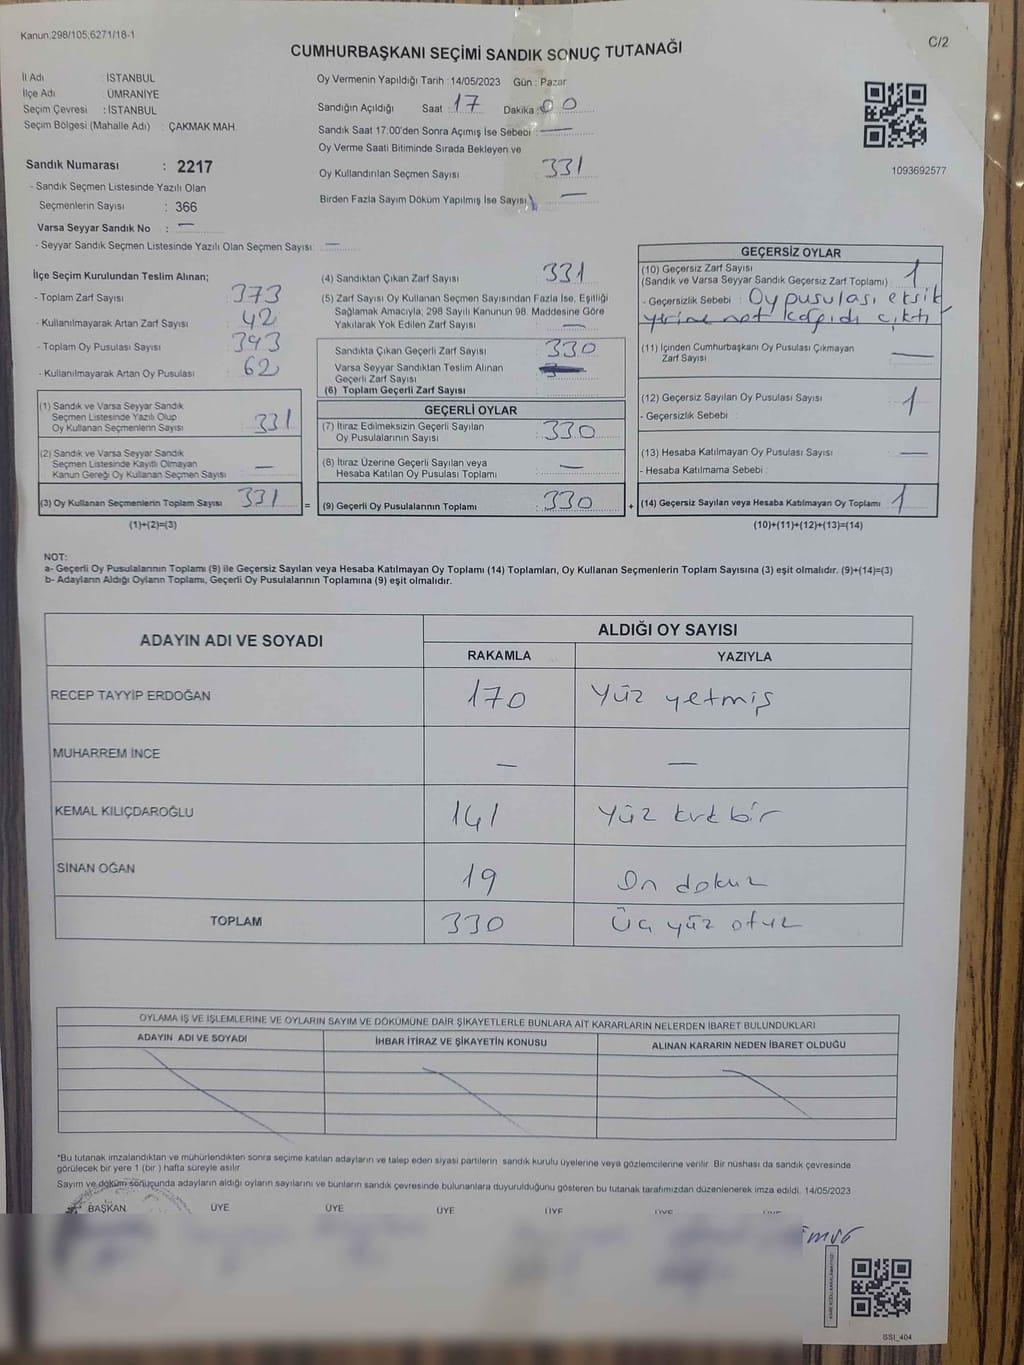 Kanun:298/105;6271/18-1
C/2
CUMHURBAŞKANI SEÇİMİ SANDIK SONUÇ TUTANAĞI
İl Adı : İSTANBUL
İlçe Adı : ÜMRANİYE
Seçim Çevresi : İSTANBUL
Seçim Bölgesi (Mahalle Adı) : ÇAKMAK MAH.
Sandık Numarası : 2217
- Sandık Seçmen Listesinde Yazılı Olan
Seçmenlerin Sayısı : 366
Varsa Seyyar Sandık No : —
- Seyyar Sandık Seçmen Listesinde Yazılı Olan Seçmen Sayısı: —
Oy Vermenin Yapıldığı Tarih : 14/05/2023 Gün : Pazar
Sandığın Açıldığı Saat : 17 Dakika : 00
Sandık Saat 17:00'den Sonra Açımış İse Sebebi : —
Oy Verme Saati Bitiminde Sırada Bekleyen ve
Oy Kullandırılan Seçmen Sayısı 331
Birden Fazla Sayım Döküm Yapılmış İse Sayısı —
1093692577
İlçe Seçim Kurulundan Teslim Alınan;
- Toplam Zarf Sayısı : 373
- Kullanılmayarak Artan Zarf Sayısı : 42
- Toplam Oy Pusulası Sayısı : 393
- Kullanılmayarak Artan Oy Pusulası : 62
(1) Sandık ve Varsa Seyyar Sandık
Seçmen Listesinde Yazılı Olup
Oy Kullanan Seçmenlerin Sayısı : 331
(2) Sandık ve Varsa Seyyar Sandık
Seçmen Listesinde Kayıtlı Olmayan
Kanun Gereği Oy Kullanan Seçmen Sayısı : —
(3) Oy Kullanan Seçmenlerin Toplam Sayısı : 331
(1)+(2)=(3)
(4) Sandıktan Çıkan Zarf Sayısı : 331
(5) Zarf Sayısı Oy Kullanan Seçmen Sayısından Fazla İse, Eşitliği
Sağlamak Amacıyla, 298 Sayılı Kanunun 98. Maddesine Göre
Yakılarak Yok Edilen Zarf Sayısı : —
Sandıkta Çıkan Geçerli Zarf Sayısı : 330
Varsa Seyyar Sandıktan Teslim Alınan
Geçerli Zarf Sayısı
(6) Toplam Geçerli Zarf Sayısı
GEÇERLİ OYLAR
(7) İtiraz Edilmeksizin Geçerli Sayılan
Oy Pusulalarının Sayısı : 330
(8) İtiraz Üzerine Geçerli Sayılan veya
Hesaba Katılan Oy Pusulası Toplamı : —
= (9) Geçerli Oy Pusulalarının Toplamı : 330
GEÇERSİZ OYLAR
(10) Geçersiz Zarf Sayısı
(Sandık ve Varsa Seyyar Sandık Geçersiz Zarf Toplamı) : 1
- Geçersizlik Sebebi : Oy pusulası eksik
yerine not kağıdı çıktı
(11) İçinden Cumhurbaşkanı Oy Pusulası Çıkmayan
Zarf Sayısı —
(12) Geçersiz Sayılan Oy Pusulası Sayısı : 1
- Geçersizlik Sebebi :
(13) Hesaba Katılmayan Oy Pusulası Sayısı : —
- Hesaba Katılmama Sebebi :
+ (14) Geçersiz Sayılan veya Hesaba Katılmayan Oy Toplamı : 1
(10)+(11)+(12)+(13)=(14)
NOT:
a- Geçerli Oy Pusulalarının Toplamı (9) ile Geçersiz Sayılan veya Hesaba Katılmayan Oy Toplamı (14) Toplamları, Oy Kullanan Seçmenlerin Toplam Sayısına (3) eşit olmalıdır. (9)+(14)=(3)
b- Adayların Aldığı Oyların Toplamı, Geçerli Oy Pusulalarının Toplamına (9) eşit olmalıdır.
ADAYIN ADI VE SOYADI
ALDIĞI OY SAYISI
RAKAMLA YAZIYLA
RECEP TAYYİP ERDOĞAN 170 Yüz yetmiş
MUHARREM İNCE — —
KEMAL KILIÇDAROĞLU 141 Yüz kırk bir
SİNAN OĞAN 19 On dokuz
TOPLAM 330 Üç yüz otuz
OYLAMA İŞ VE İŞLEMLERİNE VE OYLARIN SAYIM VE DÖKÜMÜNE DAİR ŞİKAYETLERLE BUNLARA AİT KARARLARIN NELERDEN İBARET BULUNDUKLARI
ADAYIN ADI VE SOYADI İHBAR İTİRAZ VE ŞİKAYETİN KONUSU ALINAN KARARIN NEDEN İBARET OLDUĞU
*Bu tutanak imzalandıktan ve mühürlendikten sonra seçime katılan adayların ve talep eden siyasi partilerin sandık kurulu üyelerine veya gözlemcilerine verilir. Bir nüshası da sandık çevresinde
görülecek bir yere 1 (bir ) hafta süreyle asılır.
Sayım ve döküm sonuçunda adayların aldığı oyların sayılarını ve bunların sandık çevresinde bulunanlara duyurulduğunu gösteren bu tutanak tarafımızdan düzenlenerek imza edildi. 14/05/2023
BAŞKAN ÜYE ÜYE ÜYE ÜYE ÜYE ÜYE
SSI_404